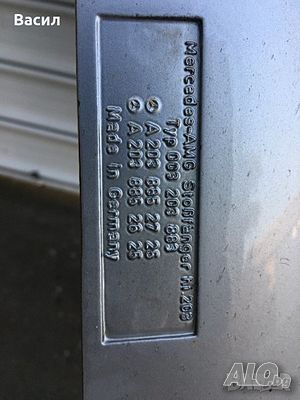 Васил
Mercedes-AMG Stoßfänger hi.203
Typ 063 203 883
A 203 885 27 25
A 203 885 26 25
Made in Germany
ALO.bg